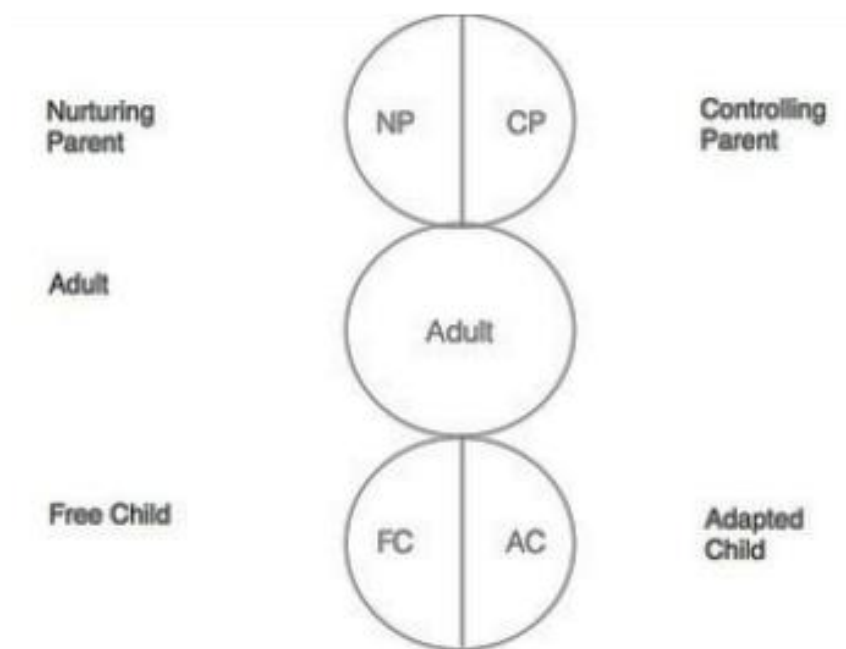 Nurturing
Parent
NP
CP
Controlling
Parent
Adult
Adult
Free Child
FC
AC
Adapted
Child